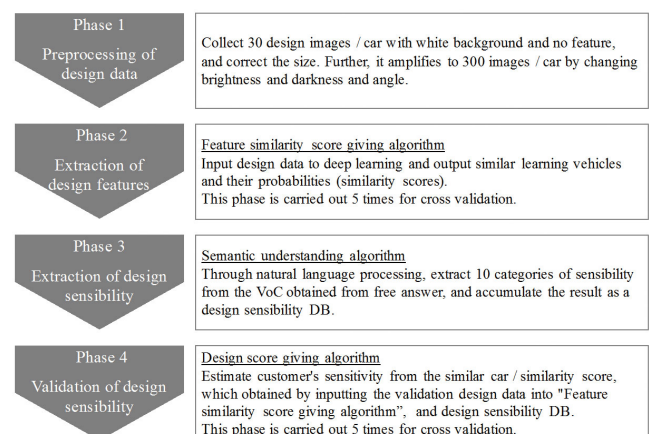 Phase 1
Preprocessing of
design data
Collect 30 design images / car with white background and no feature,
and correct the size. Further, it amplifies to 300 images / car by changing
brightness and darkness and angle.
Phase 2
Extraction of
design features
Feature similarity score giving algorithm
Input design data to deep learning and output similar learning vehicles
and their probabilities (similarity scores).
This phase is carried out 5 times for cross validation.
Phase 3
Extraction of design
sensibility
Semantic understanding algorithm
Through natural language processing, extract 10 categories of sensibility
from the VoC obtained from free answer, and accumulate the result as a
design sensibility DB.
Phase 4
Validation of design
sensibility
Design score giving algorithm
Estimate customer's sensitivity from the similar car / similarity score,
which obtained by inputting the validation design data into "Feature
similarity score giving algorithm”, and design sensibility DB.
This phase is carried out 5 times for cross validation.